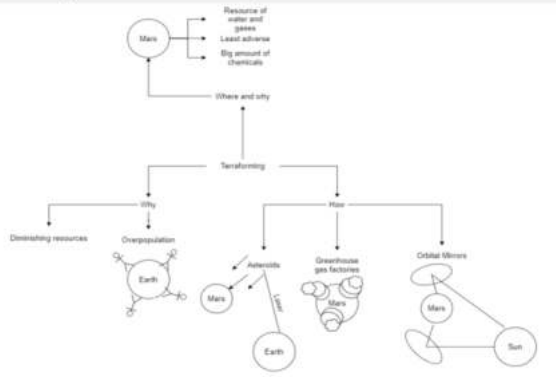 Resource of
water and
gases
Mars
Least adverse
Big amount of
chemicals
Where and why
Terraforming
Why
How
Diminishing resources
Overpopulation
Earth
Asteroids
Mars
Laser
Earth
Greenhouse
gas factories
Mars
Orbital Mirrors
Mars
Sun